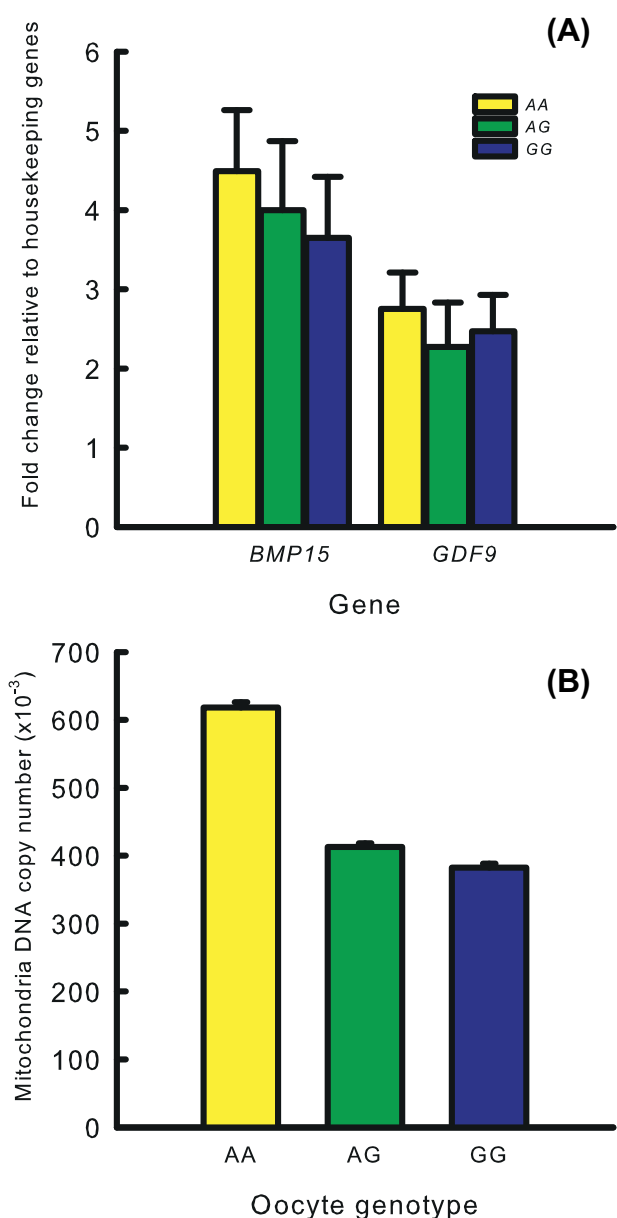 (A)
Fold change relative to housekeeping genes
6
5
4
3
2
1
0
AA
AG
GG
BMP15 GDF9
Gene
(B)
Mitochondria DNA copy number (x10-3)
700
600
500
400
300
200
100
0
AA AG GG
Oocyte genotype